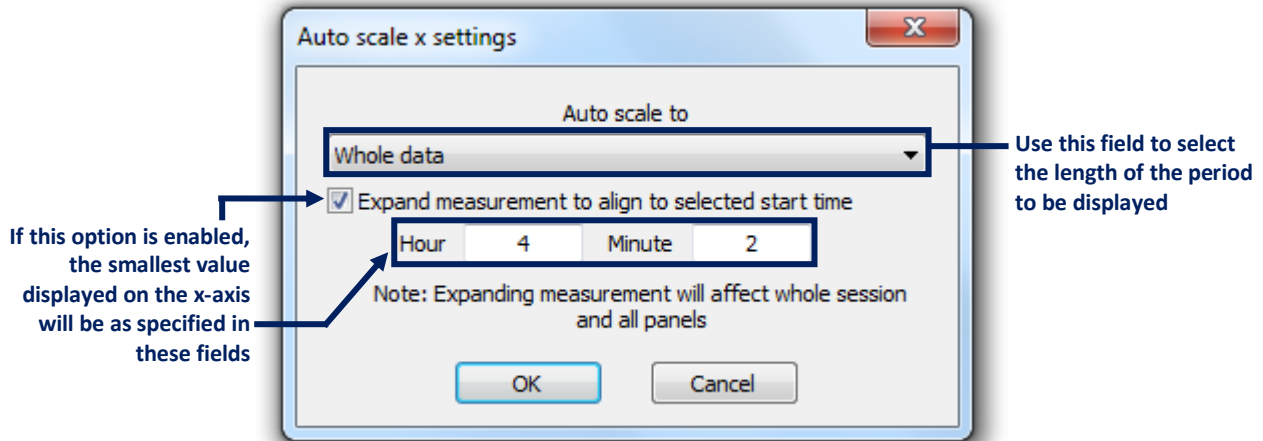 Auto scale x settings
Auto scale to
Whole data
Use this field to select
the length of the period
to be displayed
Expand measurement to align to selected start time
If this option is enabled,
the smallest value
displayed on the x-axis
will be as specified in
these fields
Hour 4 Minute 2
Note: Expanding measurement will affect whole session
and all panels
OK Cancel